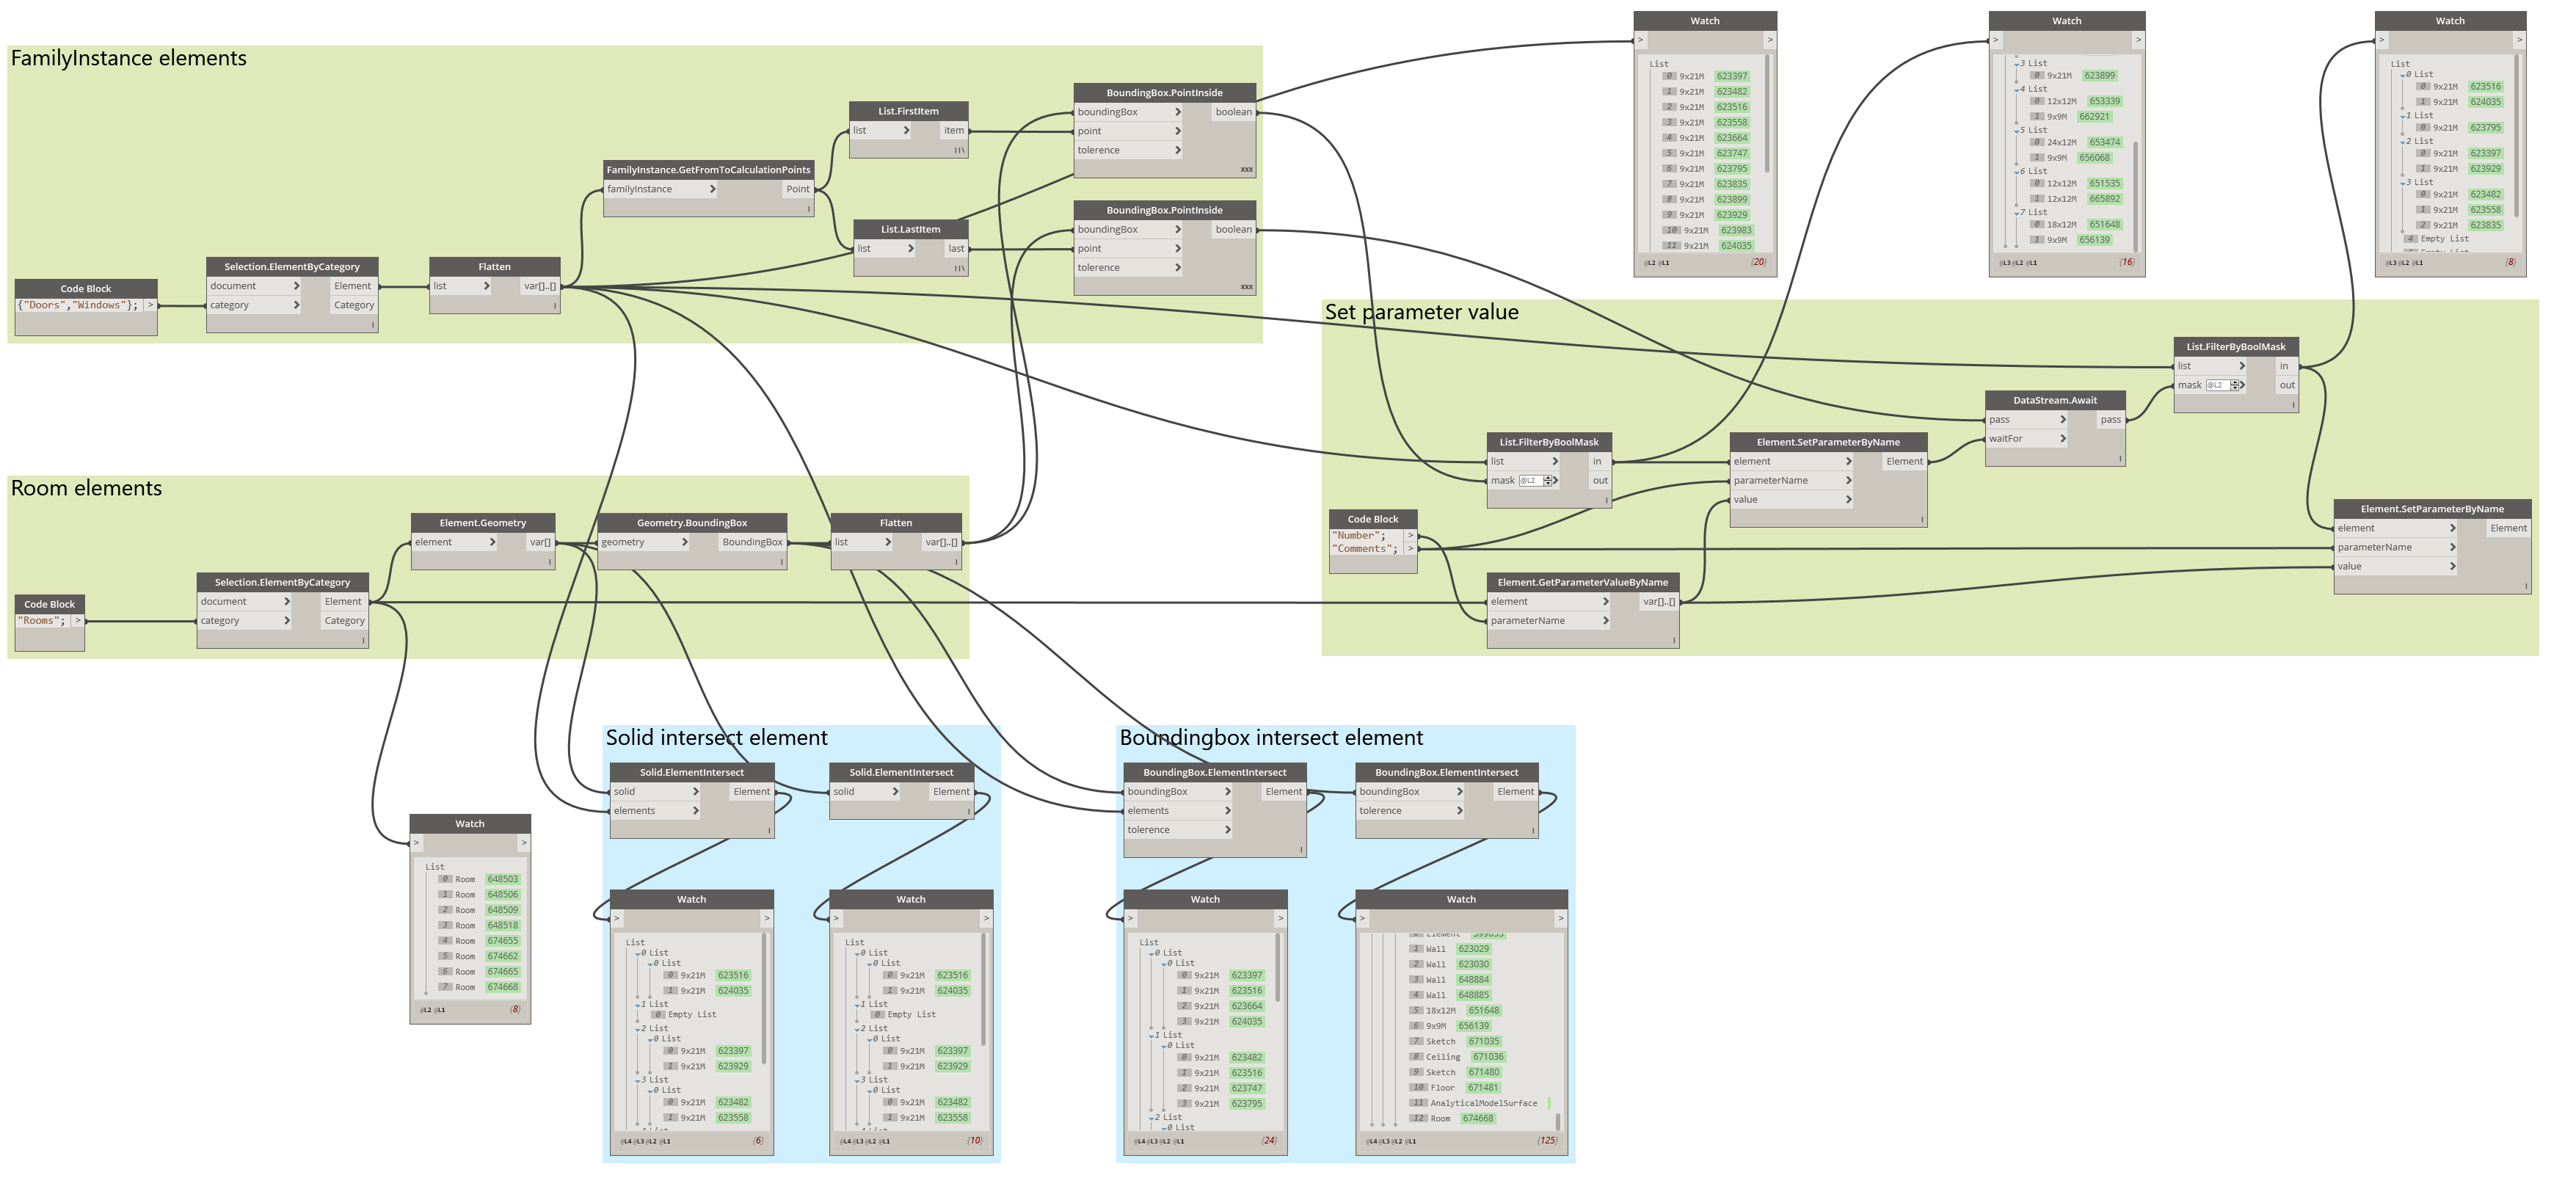 FamilyInstance elements
Code Block
{"Doors","Windows"}; >
Selection.ElementByCategory
document > Element
category > Category
Flatten
list > var[]..[]
FamilyInstance.GetFromToCalculationPoints
familyInstance > Point
List.FirstItem
list > item
List.LastItem
list > last
BoundingBox.PointInside
boundingBox > boolean
point >
tolerence >
xxx
BoundingBox.PointInside
boundingBox > boolean
point >
tolerence >
xxx
Watch
> >
List
0 9x21M 623397
1 9x21M 623482
2 9x21M 623516
3 9x21M 623558
4 9x21M 623664
5 9x21M 623747
6 9x21M 623795
7 9x21M 623835
8 9x21M 623899
9 9x21M 623929
10 9x21M 623983
11 9x21M 624035
@L2 @L1 {20}
Watch
> >
3 List
0 9x21M 623899
4 List
0 12x12M 653339
1 9x9M 662921
5 List
0 24x12M 653474
1 9x9M 656068
6 List
0 12x12M 651535
1 12x12M 665892
7 List
0 18x12M 651648
1 9x9M 656139
@L3 @L2 @L1 {16}
Watch
> >
List
0 List
0 9x21M 623516
1 9x21M 624035
1 List
0 9x21M 623795
2 List
0 9x21M 623397
1 9x21M 623929
3 List
0 9x21M 623482
1 9x21M 623558
2 9x21M 623835
4 Empty List
@L3 @L2 @L1 {8}
Set parameter value
List.FilterByBoolMask
list > in
mask @L2 > out
Element.SetParameterByName
element > Element
parameterName >
value >
DataStream.Await
pass > pass
waitFor >
List.FilterByBoolMask
list > in
mask @L2 > out
Code Block
"Number"; >
"Comments"; >
Element.GetParameterValueByName
element > var[]..[]
parameterName >
Element.SetParameterByName
element > Element
parameterName >
value >
Room elements
Code Block
"Rooms"; >
Selection.ElementByCategory
document > Element
category > Category
Element.Geometry
element > var[]
Geometry.BoundingBox
geometry > BoundingBox
Flatten
list > var[]..[]
Watch
> >
List
0 Room 648503
1 Room 648506
2 Room 648509
3 Room 648518
4 Room 674655
5 Room 674662
6 Room 674665
7 Room 674668
@L2 @L1 {8}
Solid intersect element
Solid.ElementIntersect
solid > Element
elements >
Solid.ElementIntersect
solid > Element
Watch
> >
List
0 List
0 List
0 9x21M 623516
1 9x21M 624035
1 List
0 Empty List
2 List
0 List
0 9x21M 623397
1 9x21M 623929
3 List
0 List
0 9x21M 623482
1 9x21M 623558
@L4 @L3 @L2 @L1 {6}
Watch
> >
List
0 List
0 List
0 9x21M 623516
1 9x21M 624035
1 List
0 Empty List
2 List
0 List
0 9x21M 623397
1 9x21M 623929
3 List
0 List
0 9x21M 623482
1 9x21M 623558
@L4 @L3 @L2 @L1 {10}
Boundingbox intersect element
BoundingBox.ElementIntersect
boundingBox > Element
elements >
tolerence >
BoundingBox.ElementIntersect
boundingBox > Element
tolerence >
Watch
> >
List
0 List
0 List
0 9x21M 623397
1 9x21M 623516
2 9x21M 623664
3 9x21M 624035
1 List
0 List
0 9x21M 623482
1 9x21M 623516
2 9x21M 623747
3 9x21M 623795
2 List
0 List
@L4 @L3 @L2 @L1 {24}
Watch
> >
1 Wall 623029
2 Wall 623030
3 Wall 648884
4 Wall 648885
5 18x12M 651648
6 9x9M 656139
7 Sketch 671035
8 Ceiling 671036
9 Sketch 671480
10 Floor 671481
11 AnalyticalModelSurface
12 Room 674668
@L4 @L3 @L2 @L1 {125}